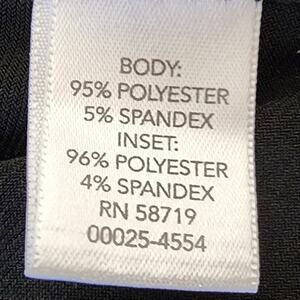 BODY:
95% POLYESTER
5% SPANDEX
INSET:
96% POLYESTER
4% SPANDEX
RN 58719
00025-4554